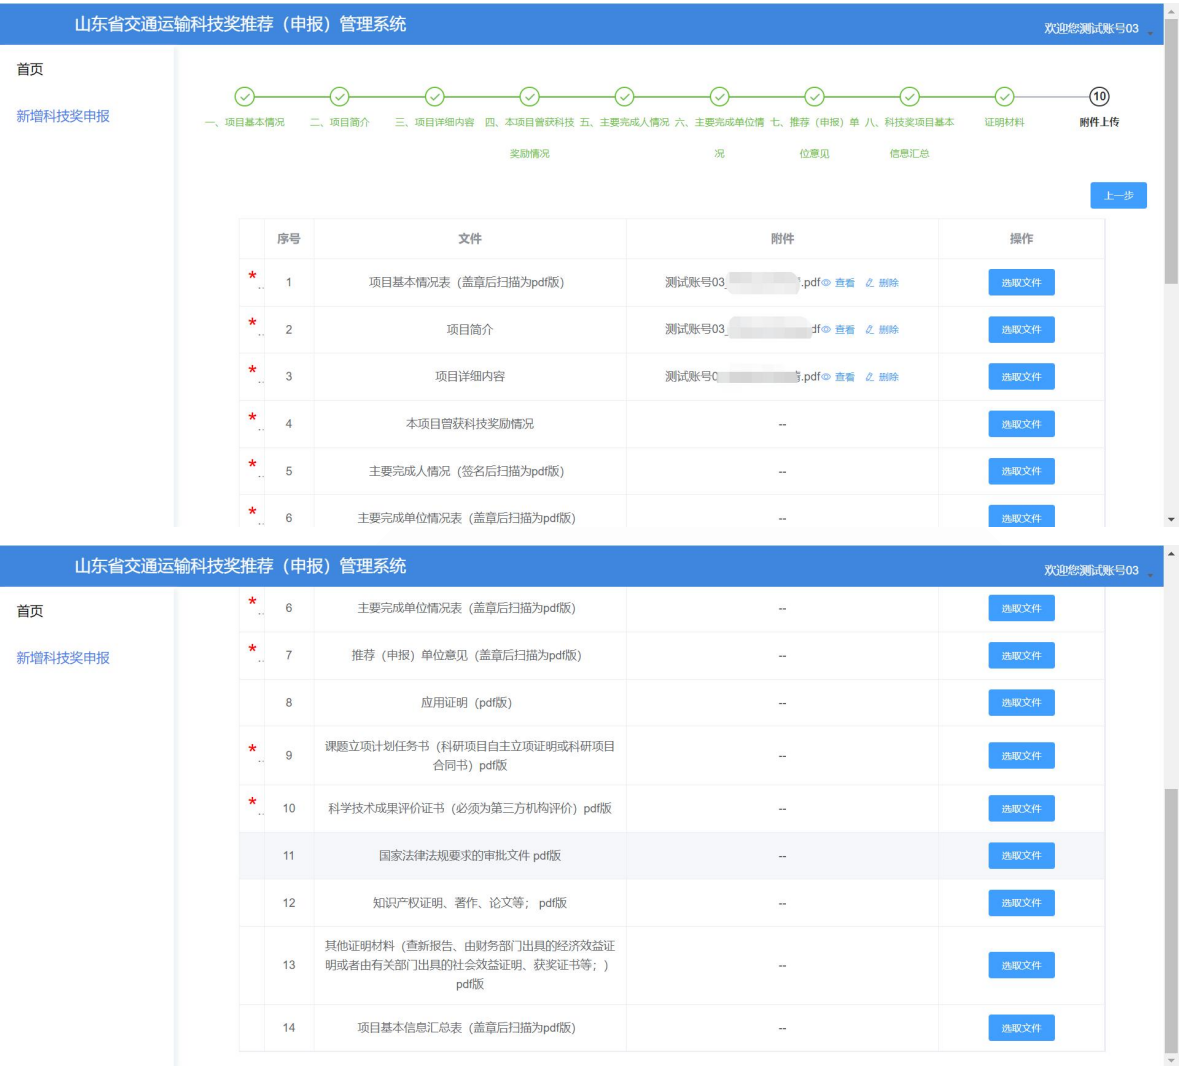 山东省交通运输科技奖推荐（申报）管理系统
欢迎您测试账号03
首页
新增科技奖申报
10
一、项目基本情况 二、项目简介 三、项目详细内容 四、本项目曾获科技奖励情况 五、主要完成人情况 六、主要完成单位情况 七、推荐（申报）单位意见 八、科技奖项目基本信息汇总 证明材料 附件上传
上一步
序号 文件 附件 操作
* 1 项目基本情况表（盖章后扫描为pdf版） 测试账号03_ .pdf 查看 删除 选取文件
* 2 项目简介 测试账号03_ df 查看 删除 选取文件
* 3 项目详细内容 测试账号 .pdf 查看 删除 选取文件
* 4 本项目曾获科技奖励情况 -- 选取文件
* 5 主要完成人情况（签名后扫描为pdf版） -- 选取文件
* 6 主要完成单位情况表（盖章后扫描为pdf版） -- 选取文件
山东省交通运输科技奖推荐（申报）管理系统
欢迎您测试账号03
首页
新增科技奖申报
* 6 主要完成单位情况表（盖章后扫描为pdf版） -- 选取文件
* 7 推荐（申报）单位意见（盖章后扫描为pdf版） -- 选取文件
8 应用证明（pdf版） -- 选取文件
* 9 课题立项计划任务书（科研项目自主立项证明或科研项目
合同书）pdf版 -- 选取文件
* 10 科学技术成果评价证书（必须为第三方机构评价）pdf版 -- 选取文件
11 国家法律法规要求的审批文件 pdf版 -- 选取文件
12 知识产权证明、著作、论文等； pdf版 -- 选取文件
13 其他证明材料（查新报告、由财务部门出具的经济效益证
明或者由有关部门出具的社会效益证明、获奖证书等；）
pdf版 -- 选取文件
14 项目基本信息汇总表（盖章后扫描为pdf版） -- 选取文件